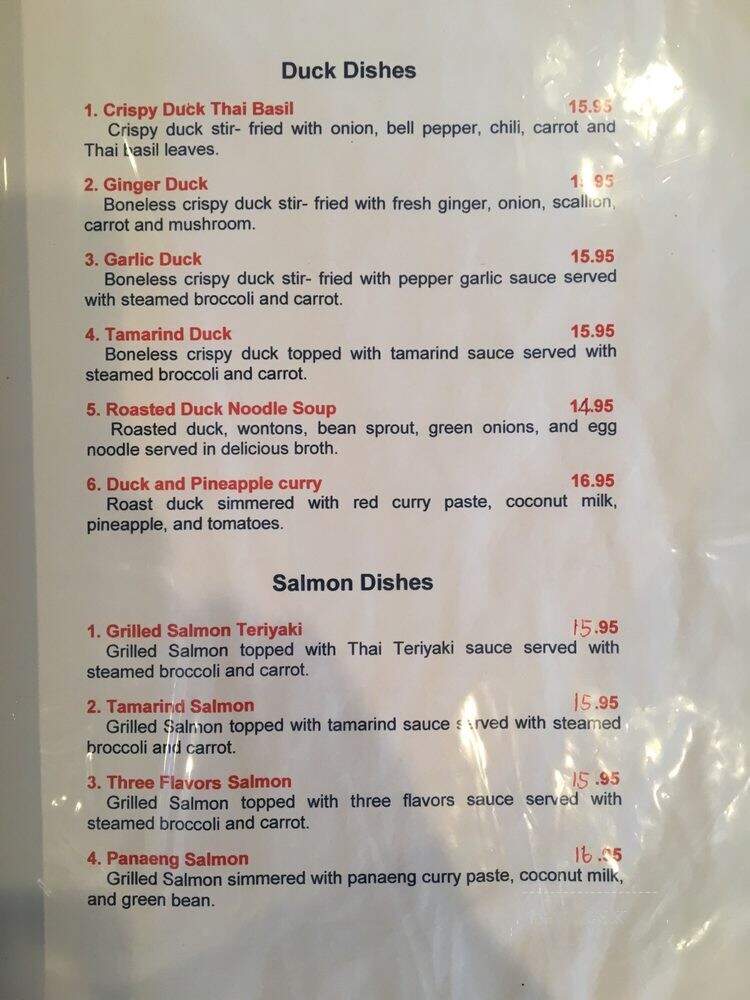 Duck Dishes
1. Crispy Duck Thai Basil 15.95
Crispy duck stir- fried with onion, bell pepper, chili, carrot and
Thai basil leaves.
2. Ginger Duck
Boneless crispy duck stir- fried with fresh ginger, onion, scallion,
carrot and mushroom.
3. Garlic Duck 15.95
Boneless crispy duck stir- fried with pepper garlic sauce served
with steamed broccoli and carrot.
4. Tamarind Duck 15.95
Boneless crispy duck topped with tamarind sauce served with
steamed broccoli and carrot.
5. Roasted Duck Noodle Soup 14.95
Roasted duck, wontons, bean sprout, green onions, and egg
noodle served in delicious broth.
6. Duck and Pineapple curry 16.95
Roast duck simmered with red curry paste, coconut milk,
pineapple, and tomatoes.
Salmon Dishes
1. Grilled Salmon Teriyaki 15.95
Grilled Salmon topped with Thai Teriyaki sauce served with
steamed broccoli and carrot.
2. Tamarind Salmon 15.95
Grilled Salmon topped with tamarind sauce served with steamed
broccoli and carrot.
3. Three Flavors Salmon 15.95
Grilled Salmon topped with three flavors sauce served with
steamed broccoli and carrot.
4. Panaeng Salmon 16.95
Grilled Salmon simmered with panaeng curry paste, coconut milk,
and green bean.